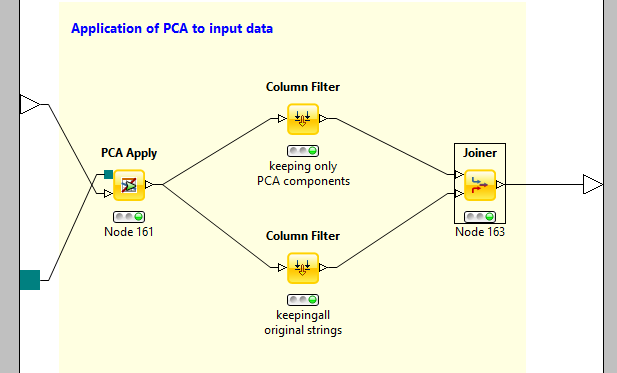 Application of PCA to input data
Column Filter
keeping only
PCA components
PCA Apply
Node 161
Joiner
Node 163
Column Filter
keepingall
original strings